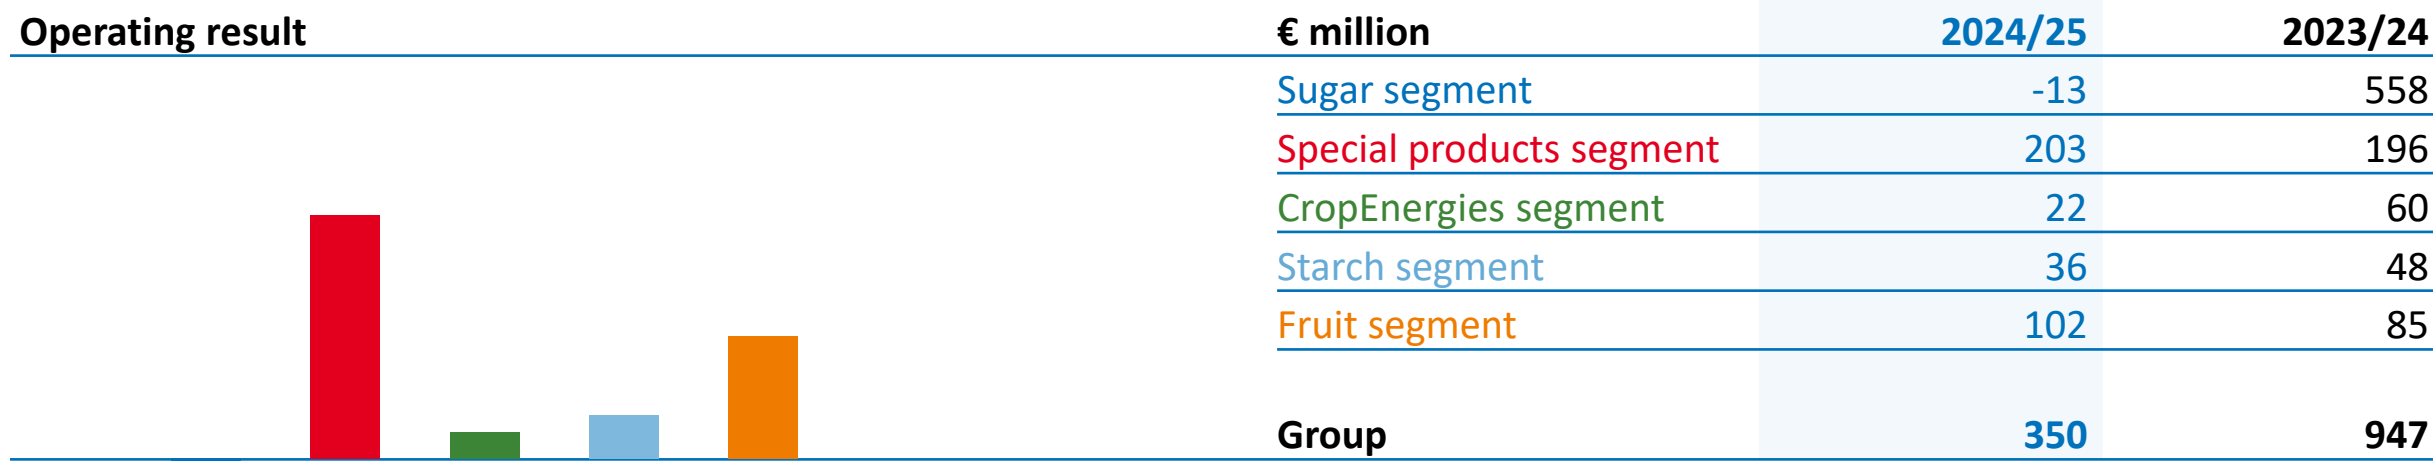 Operating result € million 2024/25 2023/24
Sugar segment -13 558
Special products segment 203 196
CropEnergies segment 22 60
Starch segment 36 48
Fruit segment 102 85
Group 350 947